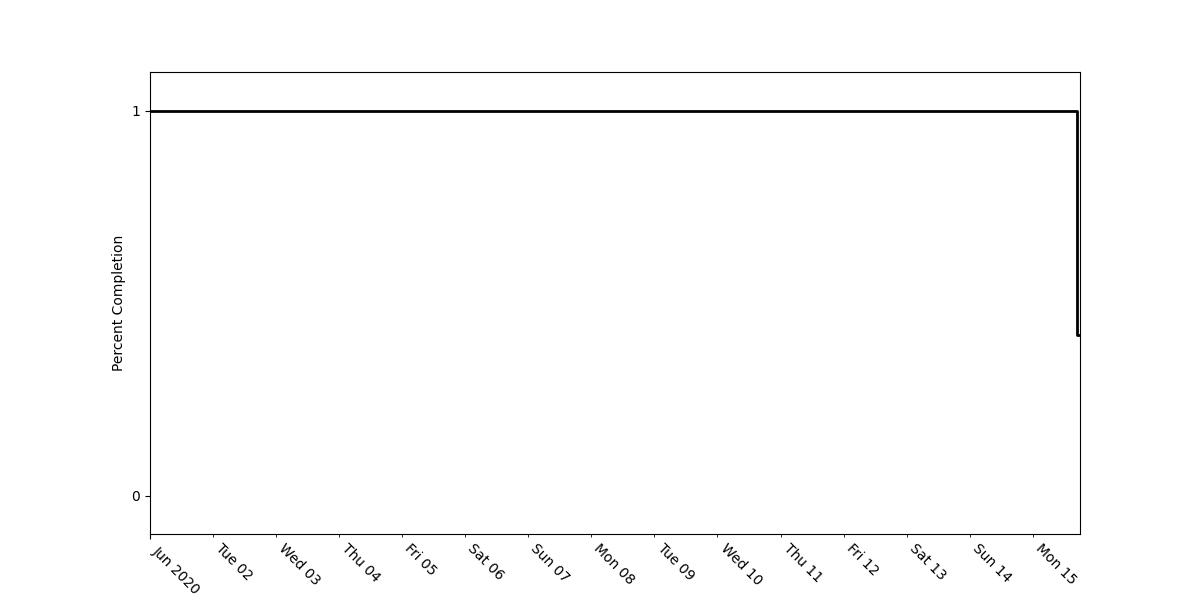 1
Percent Completion
0
Jun 2020
Tue 02
Wed 03
Thu 04
Fri 05
Sat 06
Sun 07
Mon 08
Tue 09
Wed 10
Thu 11
Fri 12
Sat 13
Sun 14
Mon 15